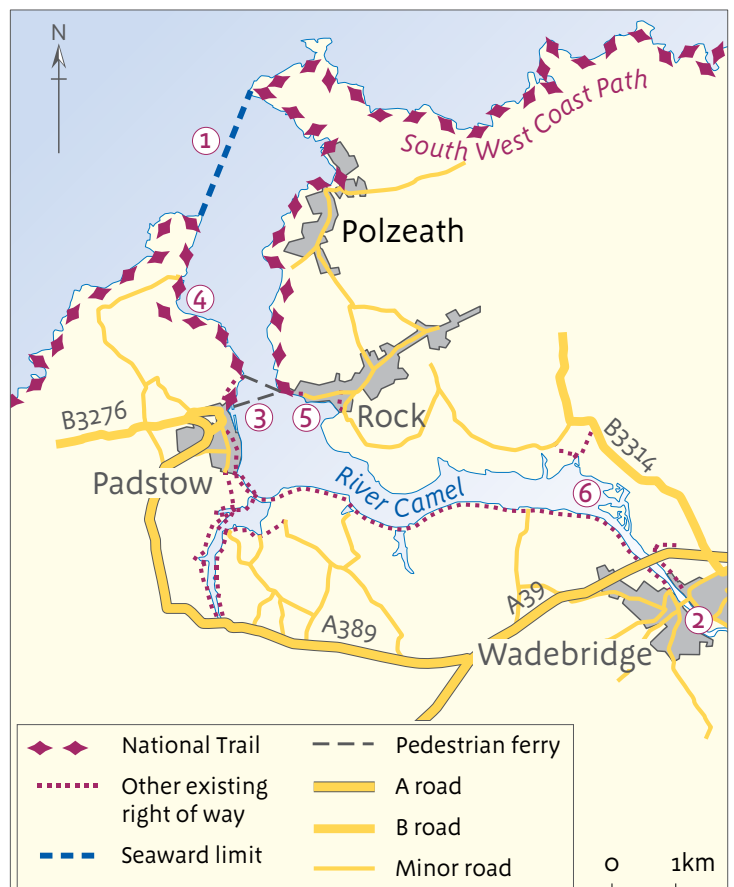 N
1
South West Coast Path
Polzeath
4
B3276
3
5
Rock
B3314
Padstow
River Camel
6
A39
2
A389
Wadebridge
National Trail
Other existing
right of way
Seaward limit
Pedestrian ferry
A road
B road
Minor road
0 1km